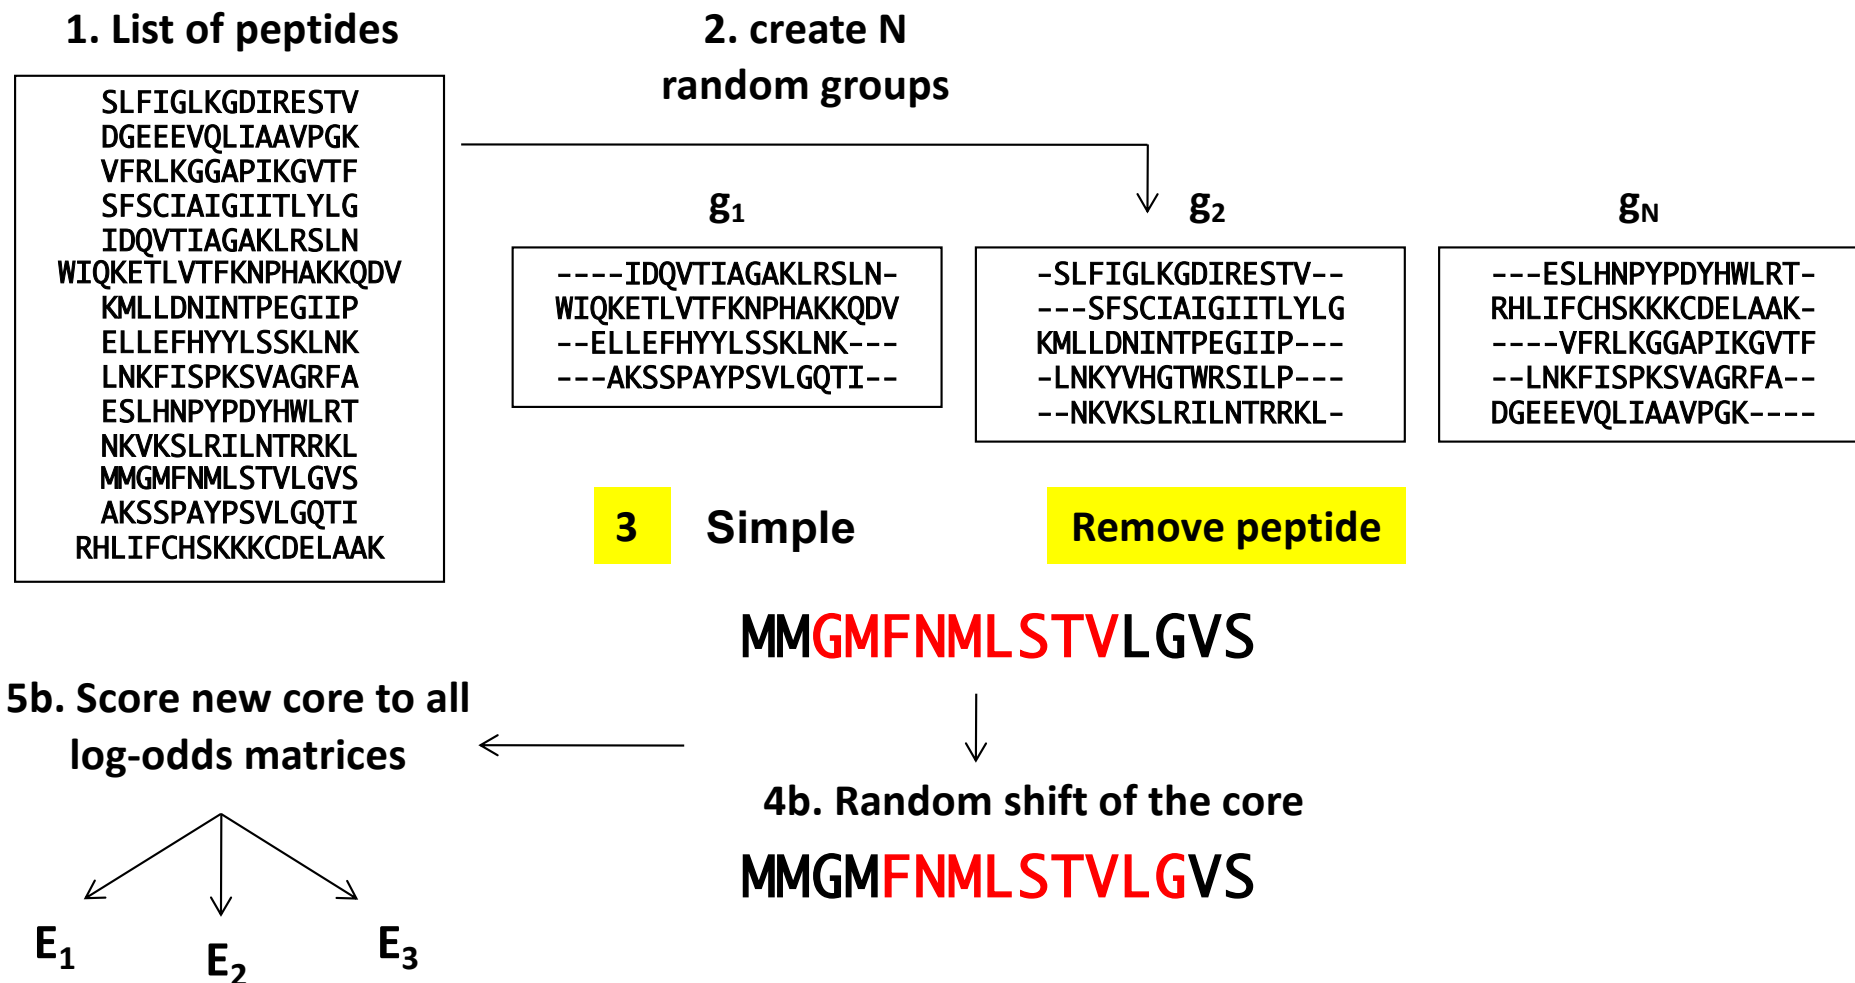 1. List of peptides
SLFIGLKGDIRESTV
DGEEEVQLIAAVPGK
VFRLKGGAPIKGVTF
SFSCIAIGIITLYLG
IDQVTIAGAKLRSLN
WIQKETLVTFKNPHAKKQDV
KMLLDNINTPEGIIP
ELLEFHYYLSSKLNK
LNKFISPKSVAGRFA
ESLHNPYPDYHWLRT
NKVKSLRILNTRRKL
MMGMFNMLSTVLGVS
AKSSPAYPSVLGQTI
RHLIFCHSKKKCDELAAK
2. create N
random groups
g1
----IDQVTIAGAKLRSLN-
WIQKETLVTFKNPHAKKQDV
--ELLEFHYYLSSKLNK---
---AKSSPAYPSVLGQTI--
g2
-SLFIGLKGDIRESTV--
---SFSCIAIGIITLYLG
KMLLDNINTPEGIIP---
-LNKYVHGTWRSILP---
--NKVKSLRILNTRRKL-
gN
---ESLHNPYPDYHWLRT-
RHLIFCHSKKKCDELAAK-
----VFRLKGGAPIKGVTF
--LNKFISPKSVAGRFA--
DGEEEVQLIAAVPGK----
3 Simple Remove peptide
MMGMFNMLSTVLGVS
4b. Random shift of the core
MMGMFNMLSTVLGVS
5b. Score new core to all
log-odds matrices
E1 E2 E3